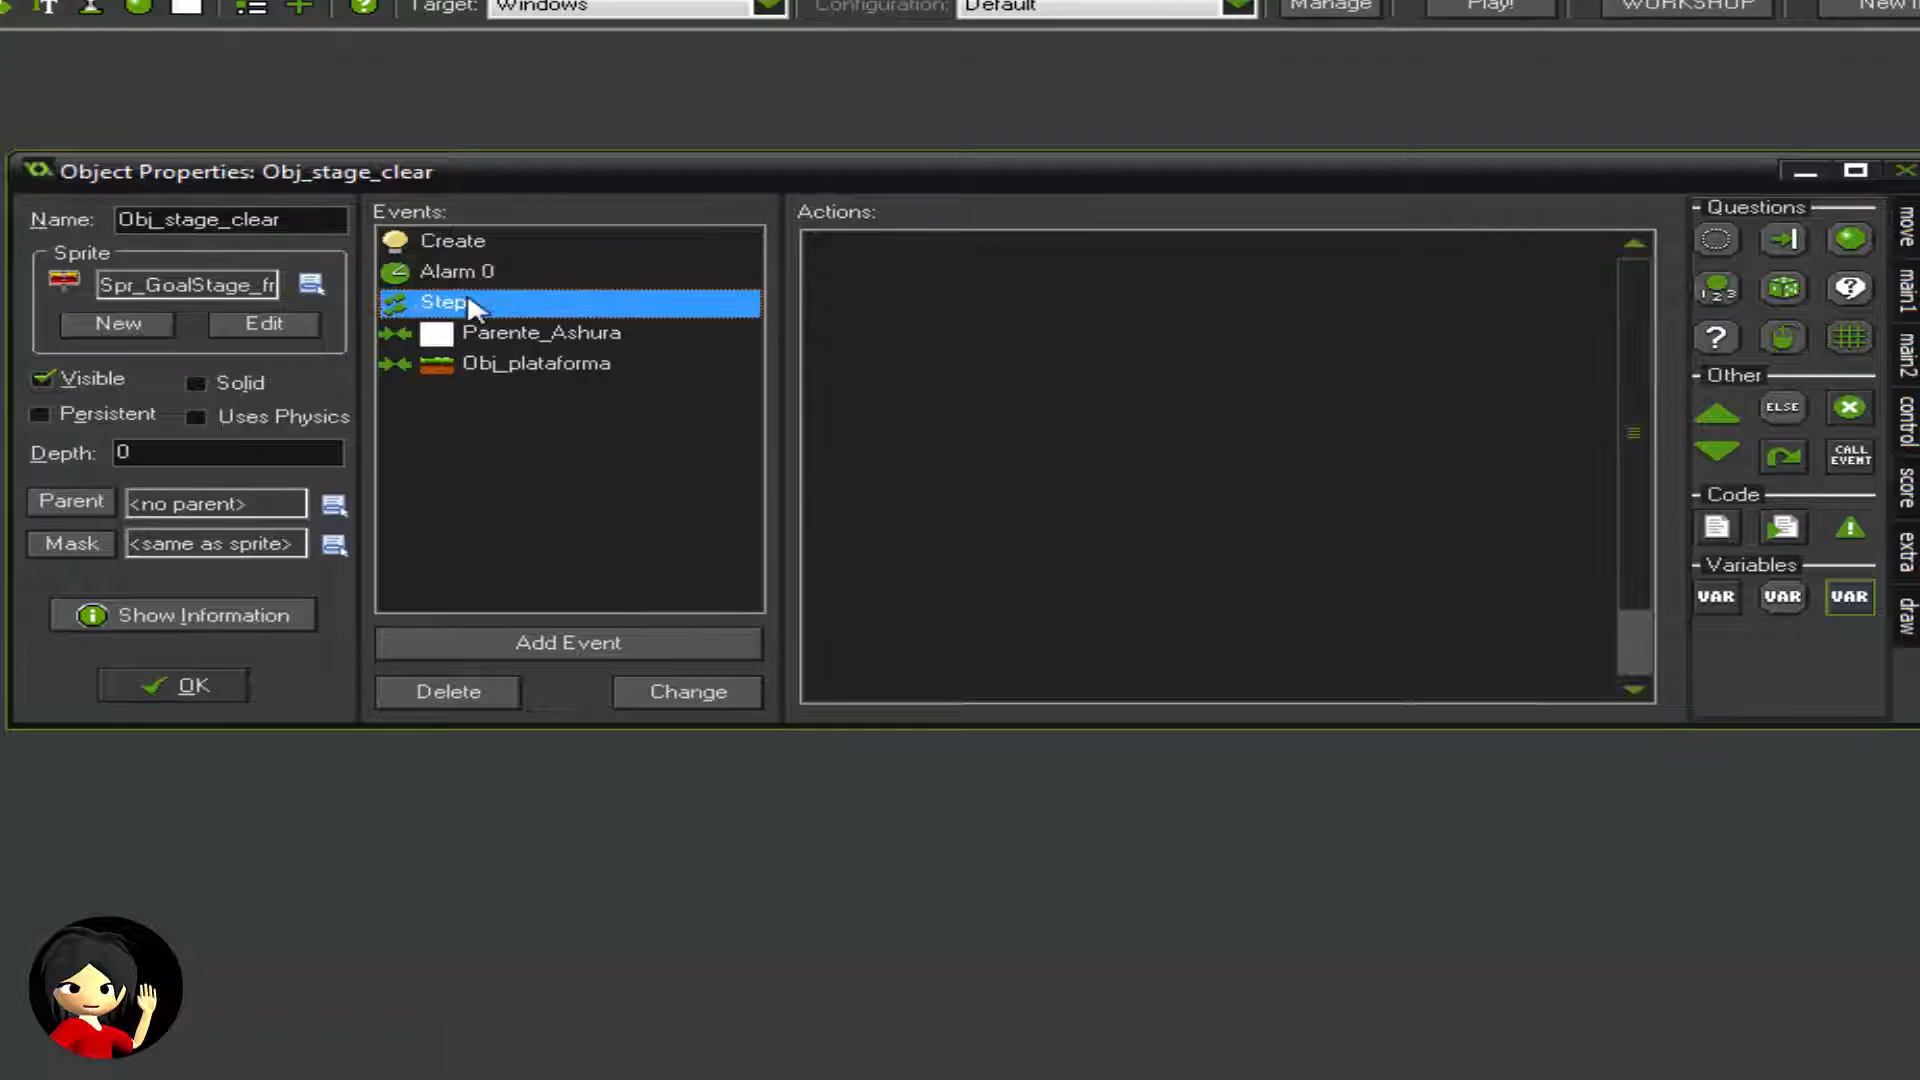 Target: Windows Configuration: Default Manage Play! WORKSHOP
Object Properties: Obj_stage_clear
Name: Obj_stage_clear
Sprite
Spr_GoalStage_fr
New Edit
Visible Solid
Persistent Uses Physics
Depth: 0
Parent <no parent>
Mask <same as sprite>
Show Information
OK
Events:
Create
Alarm 0
Step
Parente_Ashura
Obj_plataforma
Add Event
Delete Change
Actions:
Questions
1 2 3
?
?
Other
ELSE
CALL
EVENT
Code
Variables
VAR VAR VAR
move
main1
main2
control
score
extra
draw